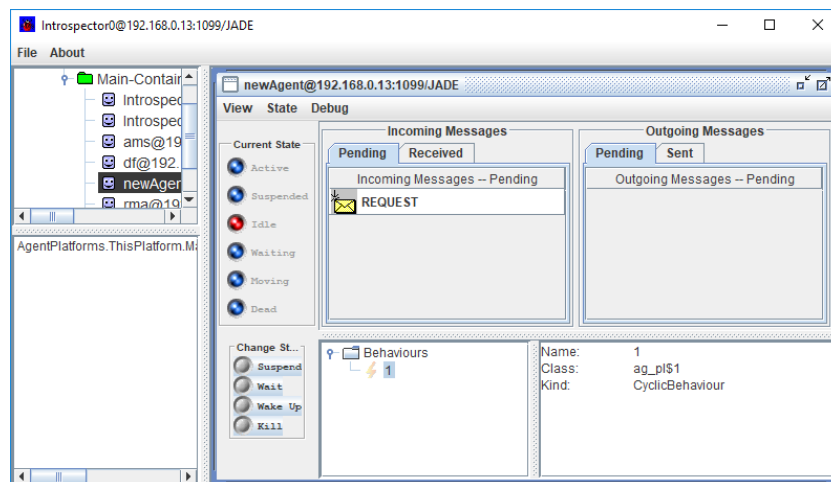 Introspector0@192.168.0.13:1099/JADE
File About
Main-Contair
Introspec
Introspec
ams@19
df@192.
newAger
rma@19
AgentPlatforms.ThisPlatform.Ma
newAgent@192.168.0.13:1099/JADE
View State Debug
Current State
Active
Suspended
Idle
Waiting
Moving
Dead
Incoming Messages
Pending Received
Incoming Messages -- Pending
REQUEST
Outgoing Messages
Pending Sent
Outgoing Messages -- Pending
Change St...
Suspend
Wait
Wake Up
Kill
Behaviours
1
Name: 1
Class: ag_pl$1
Kind: CyclicBehaviour